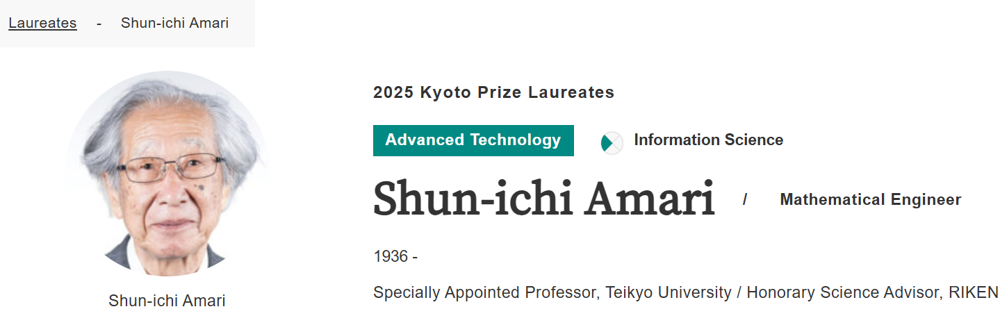 Laureates - Shun-ichi Amari
2025 Kyoto Prize Laureates
Advanced Technology Information Science
Shun-ichi Amari / Mathematical Engineer
1936 -
Specially Appointed Professor, Teikyo University / Honorary Science Advisor, RIKEN
Shun-ichi Amari